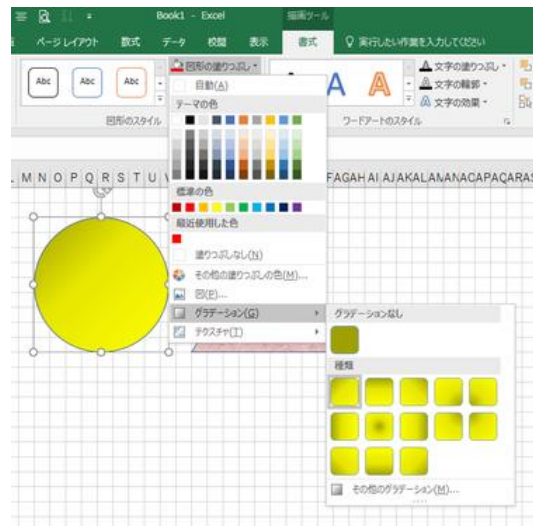 Book1 - Excel
描画ツール
ページ レイアウト 数式 データ 校閲 表示 書式 実行したい作業を入力してください
Abc Abc Abc
図形の塗りつぶし
A A
文字の塗りつぶし
文字の輪郭
文字の効果
図形のスタイル
ワードアートのスタイル
自動(A)
テーマの色
標準の色
最近使用した色
塗りつぶしなし(N)
その他の塗りつぶしの色(M)...
図(P)...
グラデーション(G)
テクスチャ(T)
M N O P Q R S T U
AG AH AI AJ AK AL AM AN AO AP AQ AR AS
グラデーションなし
種類
その他のグラデーション(M)...